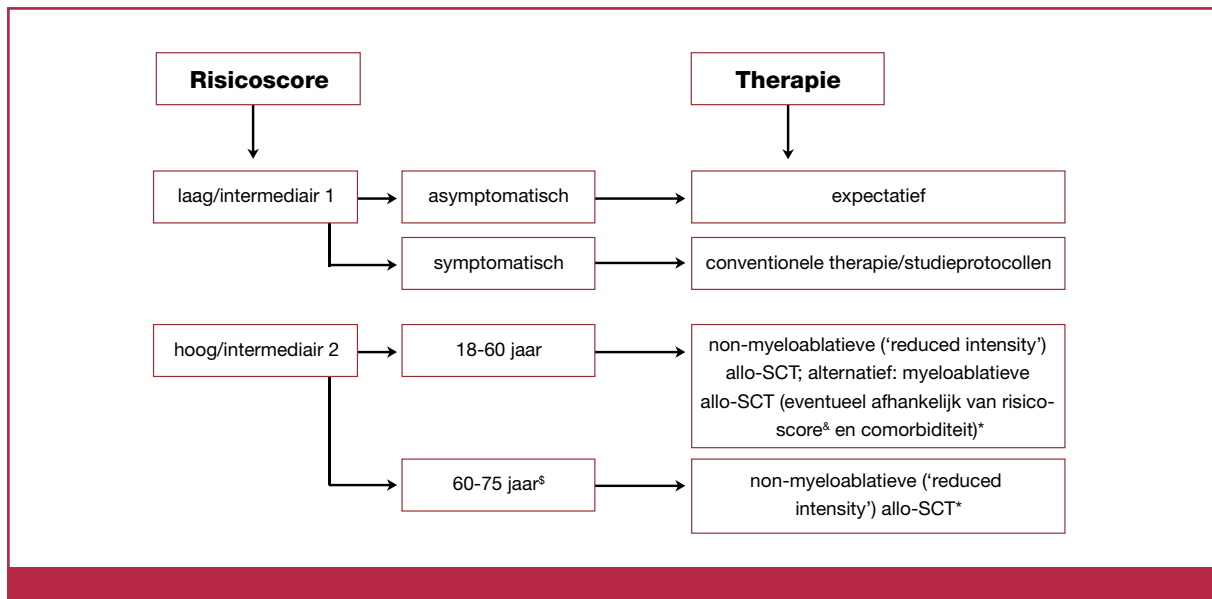 Risicoscore
Therapie
laag/intermediair 1
asymptomatisch
expectatief
symptomatisch
conventionele therapie/studieprotocollen
hoog/intermediair 2
18-60 jaar
non-myeloablatieve (‘reduced intensity’)
allo-SCT; alternatief: myeloablatieve
allo-SCT (eventueel afhankelijk van risico-
score& en comorbiditeit)*
60-75 jaar$
non-myeloablatieve (‘reduced
intensity’) allo-SCT*